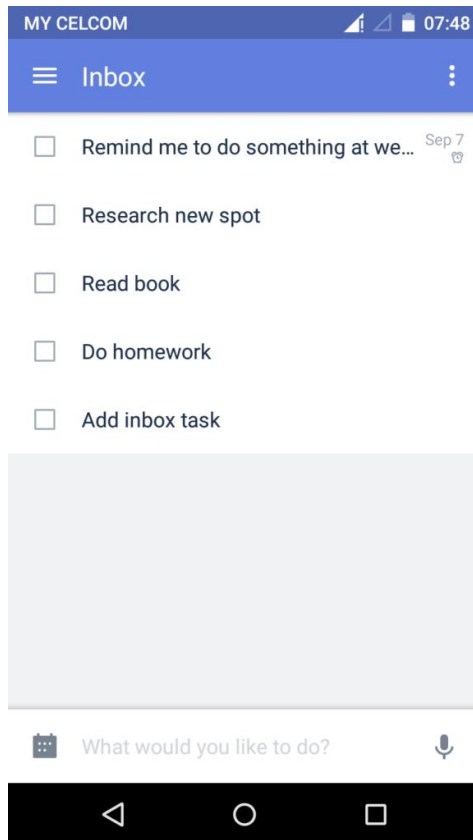 MY CELCOM 07:48
Inbox
Remind me to do something at we... Sep 7
Research new spot
Read book
Do homework
Add inbox task
What would you like to do?